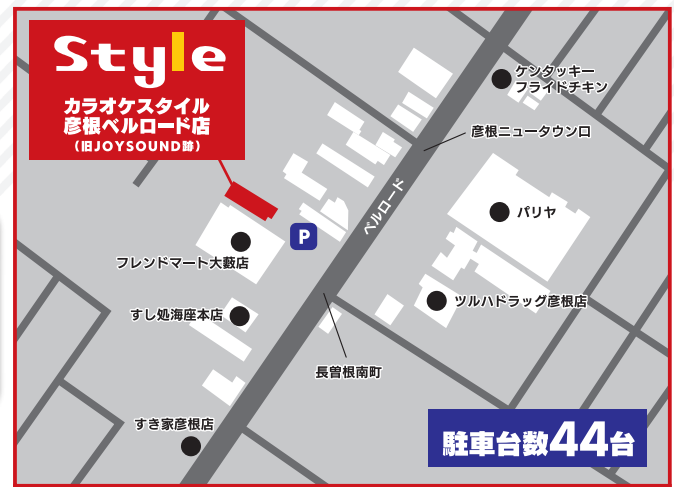 Style
カラオケスタイル
彦根ベルロード店
(旧JOYSOUND跡)
ケンタッキー
フライドチキン
彦根ニュータウン口
ベルロード
パリヤ
P
フレンドマート大藪店
ツルハドラッグ彦根店
すし処海座本店
長曽根南町
すき家彦根店
駐車台数44台